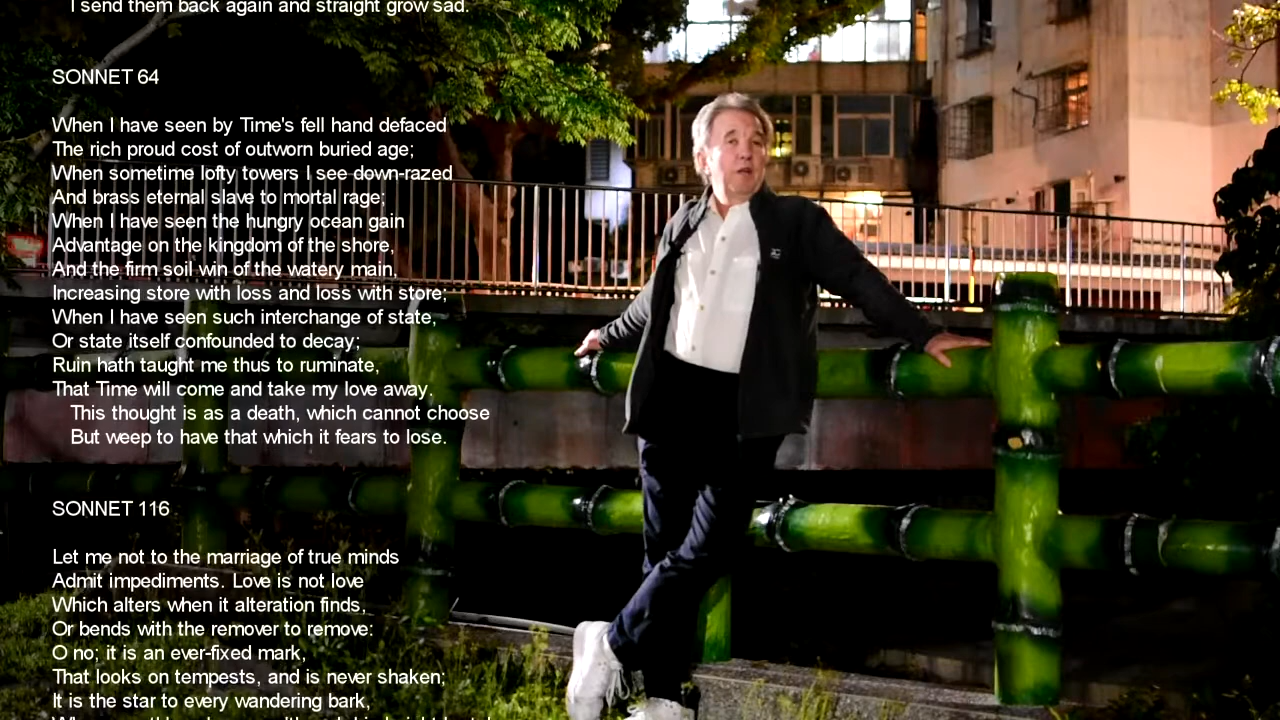 I send them back again and straight grow sad.
SONNET 64
When I have seen by Time's fell hand defaced
The rich proud cost of outworn buried age;
When sometime lofty towers I see down-razed
And brass eternal slave to mortal rage;
When I have seen the hungry ocean gain
Advantage on the kingdom of the shore,
And the firm soil win of the watery main,
Increasing store with loss and loss with store;
When I have seen such interchange of state,
Or state itself confounded to decay;
Ruin hath taught me thus to ruminate,
That Time will come and take my love away.
This thought is as a death, which cannot choose
But weep to have that which it fears to lose.
SONNET 116
Let me not to the marriage of true minds
Admit impediments. Love is not love
Which alters when it alteration finds,
Or bends with the remover to remove:
O no; it is an ever-fixed mark,
That looks on tempests, and is never shaken;
It is the star to every wandering bark,